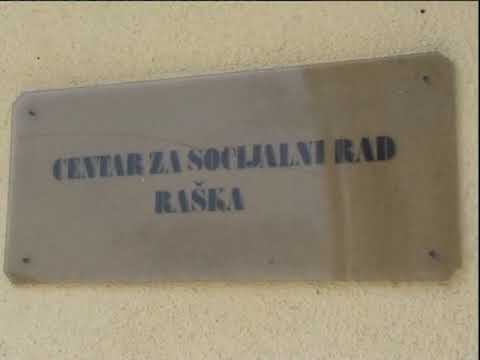 CENTAR ZA SOCIJALNI RAD
RAŠKA